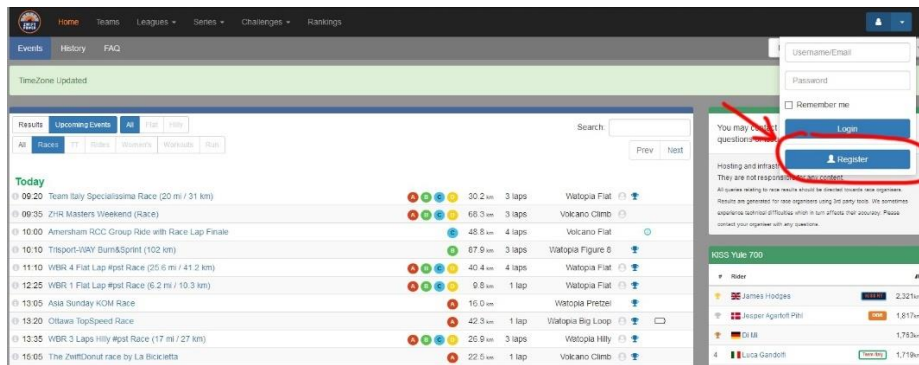 Home Teams Leagues Series Challenges Rankings
Events History FAQ
Username/Email
TimeZone Updated
Password
Remember me
Login
Register
Results Upcoming Events All Flat Hilly
Search:
All Races TT Rides Women's Workouts Run
Prev Next
You may contact
questions
Hosting and infrast
They are not responsible for any content.
All queries relating to race results should be directed towards race organisers.
Results are generated for race organisers using 3rd party tools. We sometimes
experience technical difficulties which in turn affects their accuracy. Please
contact your organiser with any questions.
Today
09:20 Team Italy Specialissima Race (20 mi / 31 km) A B C D 30.2 km 3 laps Watopia Flat
09:35 ZHR Masters Weekend (Race) A B C D 68.3 km 3 laps Volcano Climb
10:00 Amersham RCC Group Ride with Race Lap Finale C 48.8 km 4 laps Volcano Flat
10:10 Trisport-WAY Burn&Sprint (102 km) B 87.9 km 3 laps Watopia Figure 8
11:10 WBR 4 Flat Lap #pst Race (25.6 mi / 41.2 km) A B C D 40.4 km 4 laps Watopia Flat
12:25 WBR 1 Flat Lap #pst Race (6.2 mi / 10.3 km) A B C D 9.8 km 1 lap Watopia Flat
13:05 Asia Sunday KOM Race A 16.0 km Watopia Pretzel
13:20 Ottawa TopSpeed Race A 42.3 km 1 lap Watopia Big Loop
13:35 WBR 3 Laps Hilly #pst Race (17 mi / 27 km) A B C D 26.9 km 3 laps Watopia Hilly
15:05 The ZwiftDonut race by La Bicicletta A 22.5 km 1 lap Volcano Climb
KISS Yule 700
# Rider
James Hodges 2,321
Jesper Agertoft Pihl 1,817
Di Mi 1,763
4 Luca Gandolfi 1,719